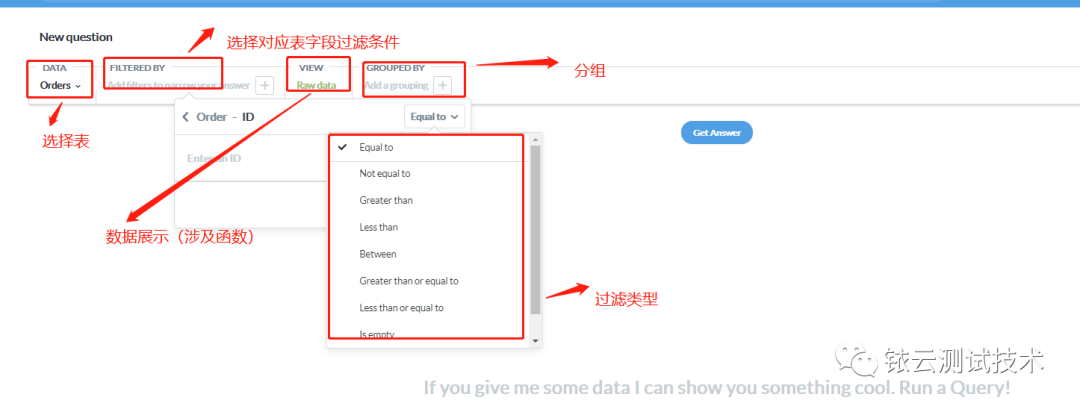 New question
选择对应表字段过滤条件
DATA
FILTERED BY
VIEW
GROUPED BY
分组
Orders
Add filters to narrow your answer
Raw data
Add a grouping
选择表
Order - ID
Equal to
Get Answer
Enter an ID
Equal to
Not equal to
Greater than
Less than
数据展示（涉及函数）
Between
Greater than or equal to
过滤类型
Less than or equal to
Is empty
铱云测试技术
If you give me some data I can show you something cool. Run a Query!